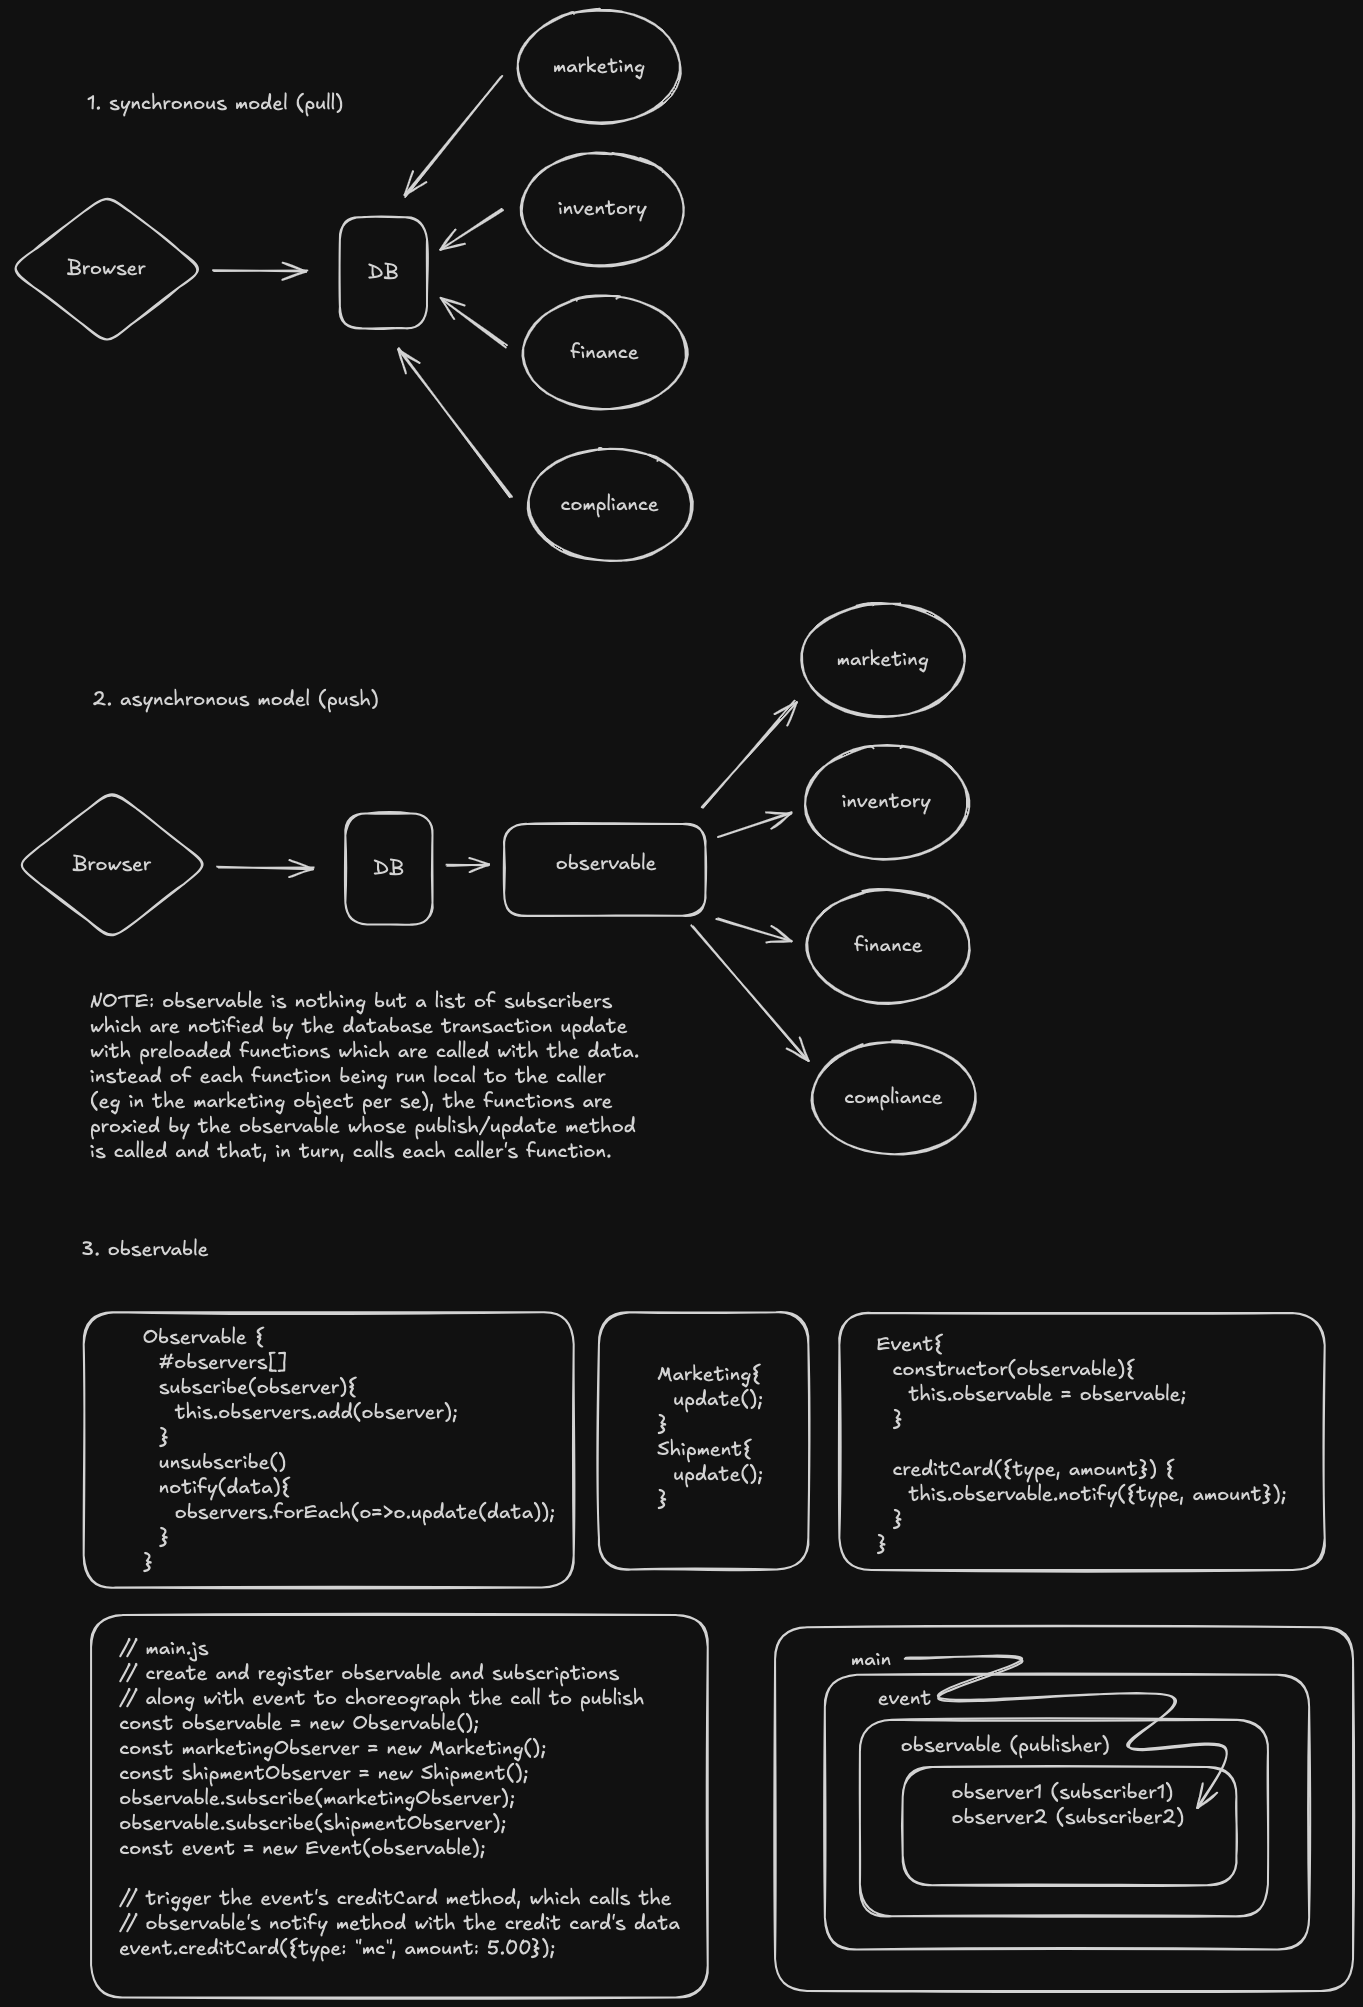 marketing
1. synchronous model (pull)
inventory
Browser
DB
finance
compliance
marketing
2. asynchronous model (push)
inventory
Browser
DB
observable
finance
NOTE: observable is nothing but a list of subscribers
which are notified by the database transaction update
with preloaded functions which are called with the data.
instead of each function being run local to the caller
(eg in the marketing object per se), the functions are
proxied by the observable whose publish/update method
is called and that, in turn, calls each caller's function.
compliance
3. observable
Observable {
#observers[]
subscribe(observer){
this.observers.add(observer);
}
unsubscribe()
notify(data){
observers.forEach(o=>o.update(data));
}
}
Marketing{
update();
}
Shipment{
update();
}
Event{
constructor(observable){
this.observable = observable;
}
creditCard({type, amount}) {
this.observable.notify({type, amount});
}
}
// main.js
// create and register observable and subscriptions
// along with event to choreograph the call to publish
const observable = new Observable();
const marketingObserver = new Marketing();
const shipmentObserver = new Shipment();
observable.subscribe(marketingObserver);
observable.subscribe(shipmentObserver);
const event = new Event(observable);
// trigger the event's creditCard method, which calls the
// observable's notify method with the credit card's data
event.creditCard({type: "mc", amount: 5.00});
main
event
observable (publisher)
observer1 (subscriber1)
observer2 (subscriber2)